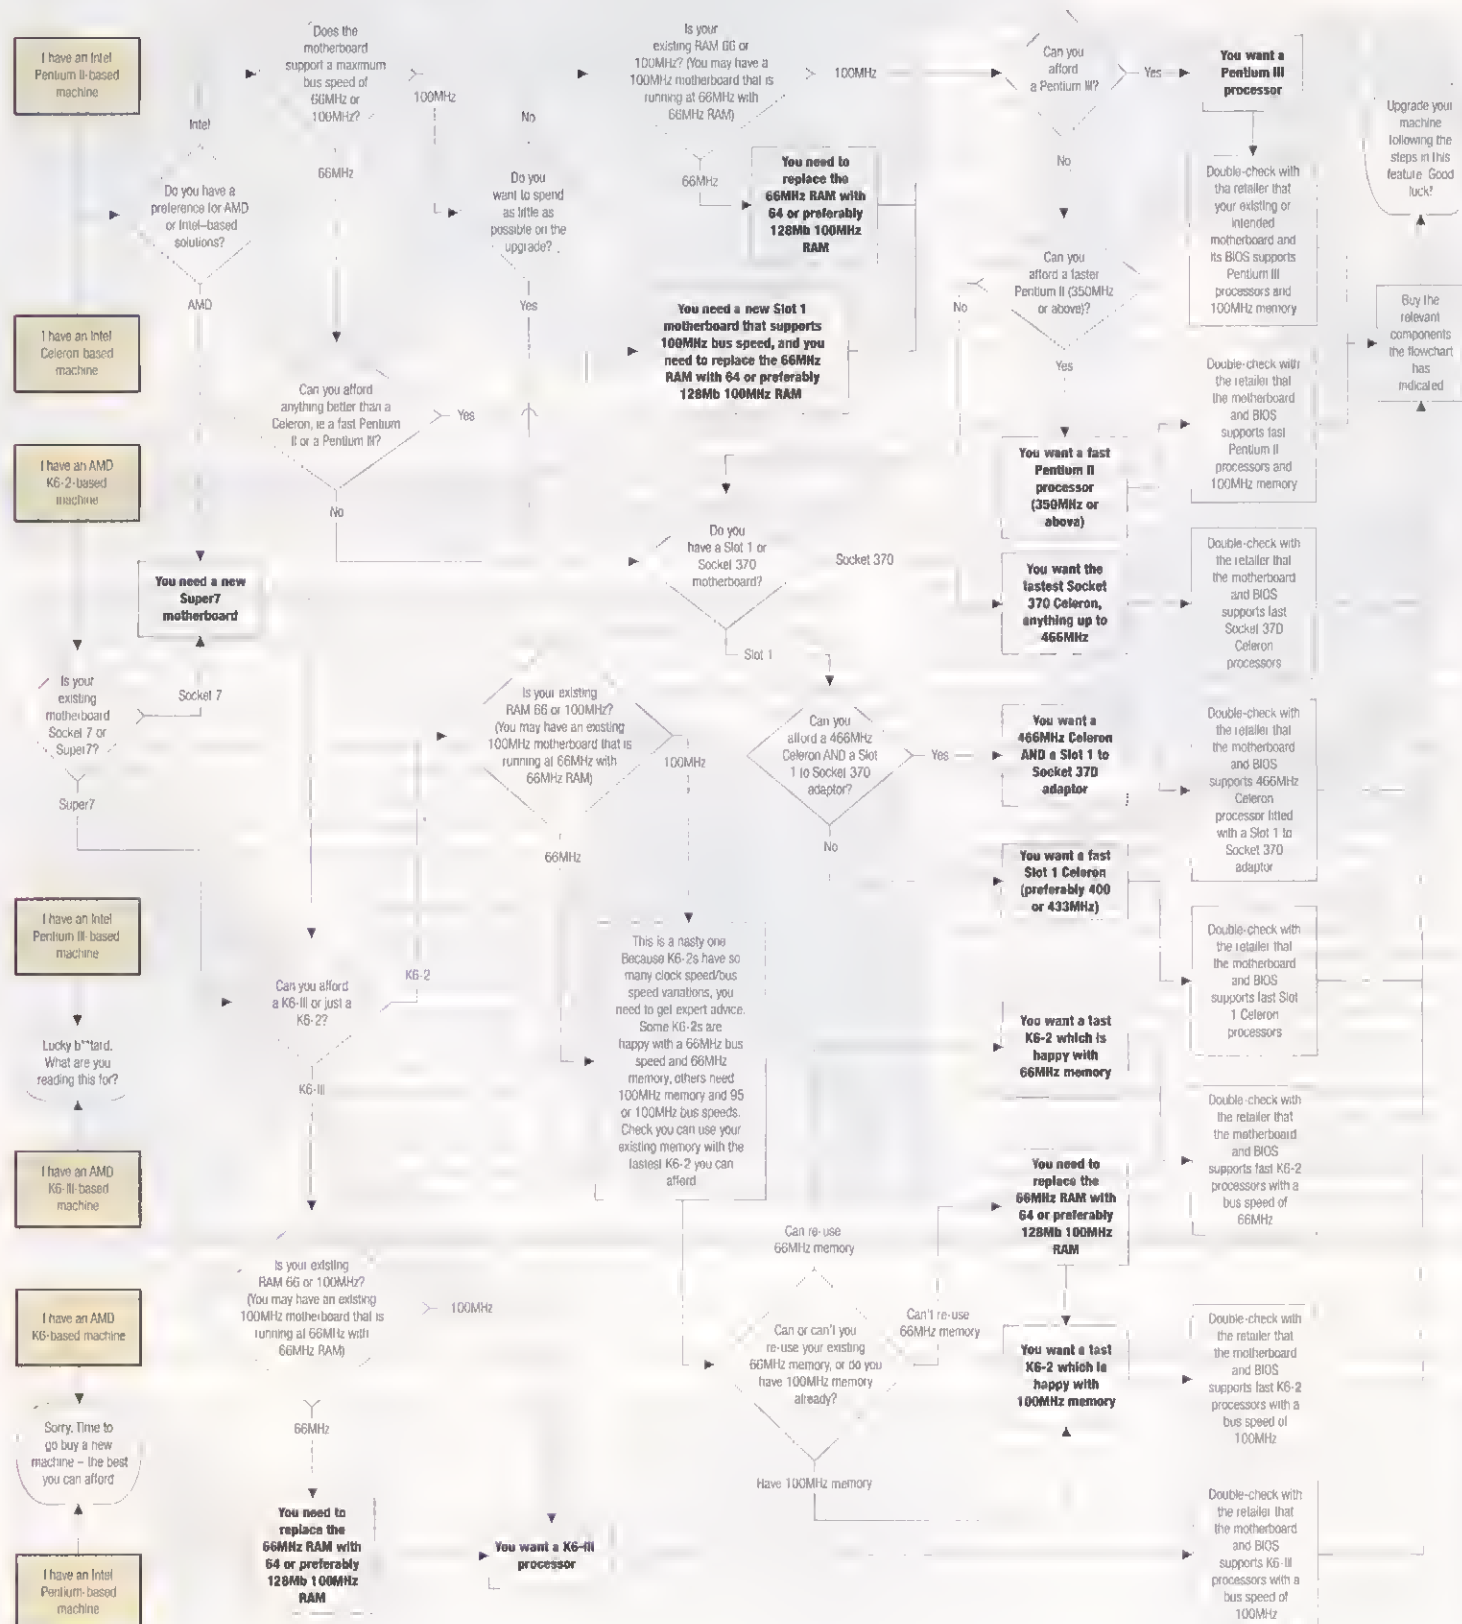 I have an Intel
Pentium II-based
machine
I have an Intel
Celeron based
machine
I have an AMD
K6-2-based
machine
Is your
existing
motherboard
Socket 7 or
Super7?
Socket 7
Super7
I have an Intel
Pentium III-based
machine
Lucky b**tard.
What are you
reading this for?
I have an AMD
K6-III-based
machine
I have an AMD
K6-based machine
Sorry. Time to
go buy a new
machine – the best
you can afford
I have an Intel
Pentium-based
machine
Intel
Do you have a
preference for AMD
or Intel–based
solutions?
AMD
You need a new
Super7
motherboard
Does the
motherboard
support a maximum
bus speed of
66MHz or
100MHz?
100MHz
66MHz
Can you afford
anything better than a
Celeron, ie a fast Pentium
II or a Pentium III?
Yes
No
No
Do you
want to spend
as little as
possible on the
upgrade?
Yes
Is your
existing RAM 66 or
100MHz? (You may have a
100MHz motherboard that is
running at 66MHz with
66MHz RAM)
100MHz
66MHz
You need to
replace the
66MHz RAM with
64 or preferably
128Mb 100MHz
RAM
You need a new Slot 1
motherboard that supports
100MHz bus speed, and you
need to replace the 66MHz
RAM with 64 or preferably
128Mb 100MHz RAM
Can you
afford
a Pentium III?
Yes
No
You want a
Pentium III
processor
Double-check with
the retailer that
your existing or
intended
motherboard and
its BIOS supports
Pentium III
processors and
100MHz memory
Upgrade your
machine
following the
steps in this
feature. Good
luck!
Buy the
relevant
components
the flowchart
has
indicated
Can you
afford a faster
Pentium II (350MHz
or above)?
No
Yes
You want a fast
Pentium II
processor
(350MHz or
above)
Double-check with
the retailer that
the motherboard
and BIOS
supports fast
Pentium II
processors and
100MHz memory
Do you
have a Slot 1 or
Socket 370
motherboard?
Socket 370
Slot 1
You want the
fastest Socket
370 Celeron,
anything up to
466MHz
Double-check with
the retailer that
the motherboard
and BIOS
supports fast
Socket 370
Celeron
processors
Can you
afford a 466MHz
Celeron AND a Slot
1 to Socket 370
adaptor?
Yes
No
You want a
466MHz Celeron
AND a Slot 1 to
Socket 370
adaptor
Double-check with
the retailer that
the motherboard
and BIOS
supports 466MHz
Celeron
processor fitted
with a Slot 1 to
Socket 370
adaptor
You want a fast
Slot 1 Celeron
(preferably 400
or 433MHz)
Double-check with
the retailer that
the motherboard
and BIOS
supports fast Slot
1 Celeron
processors
Can you afford
a K6-III or just a
K6-2?
K6-2
K6-III
Is your existing
RAM 66 or 100MHz?
(You may have an existing
100MHz motherboard that is
running at 66MHz with
66MHz RAM)
100MHz
66MHz
This is a nasty one
Because K6-2s have so
many clock speed/bus
speed variations, you
need to get expert advice.
Some K6-2s are
happy with a 66MHz bus
speed and 66MHz
memory, others need
100MHz memory and 95
or 100MHz bus speeds.
Check you can use your
existing memory with the
fastest K6-2 you can
afford
You want a fast
K6-2 which is
happy with
66MHz memory
Double-check with
the retailer that
the motherboard
and BIOS
supports fast K6-2
processors with a
bus speed of
66MHz
You need to
replace the
66MHz RAM with
64 or preferably
128Mb 100MHz
RAM
Can re-use
66MHz memory
Can't re-use
66MHz memory
Can or can't you
re-use your existing
66MHz memory, or do you
have 100MHz memory
already?
Have 100MHz memory
You want a fast
K6-2 which is
happy with
100MHz memory
Double-check with
the retailer that
the motherboard
and BIOS
supports fast K6-2
processors with a
bus speed of
100MHz
Is your existing
RAM 66 or 100MHz?
(You may have an existing
100MHz motherboard that is
running at 66MHz with
66MHz RAM)
100MHz
66MHz
You need to
replace the
66MHz RAM with
64 or preferably
128Mb 100MHz
RAM
You want a K6-III
processor
Double-check with
the retailer that
the motherboard
and BIOS
supports K6-III
processors with a
bus speed of
100MHz